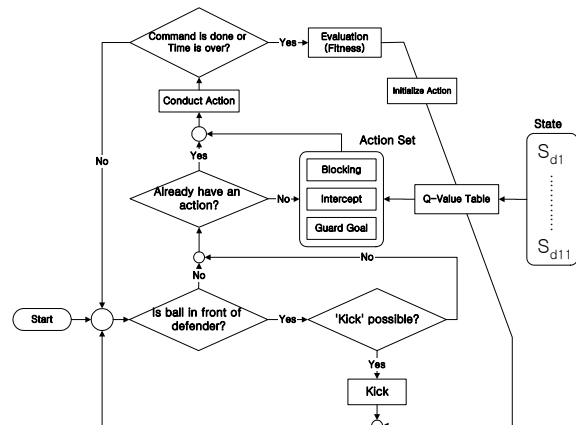 Command is done or
Time is over?
Yes
Evaluation
(Fitness)
Initialize Action
Conduct Action
State
Action Set
S_d1
No
Yes
Blocking
Already have an
action?
No
Intercept
Q-Value Table
Guard Goal
S_d11
No
No
Start
Is ball in front of
defender?
Yes
'Kick' possible?
Yes
Kick